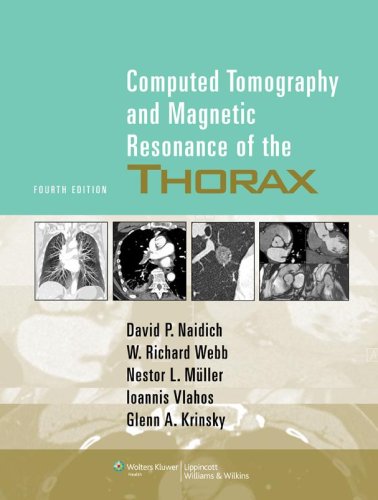 Computed Tomography
and Magnetic
Resonance of the
THORAX
FOURTH EDITION
David P. Naidich
W. Richard Webb
Nestor L. Müller
Ioannis Vlahos
Glenn A. Krinsky
Wolters Kluwer
Health
Lippincott
Williams & Wilkins